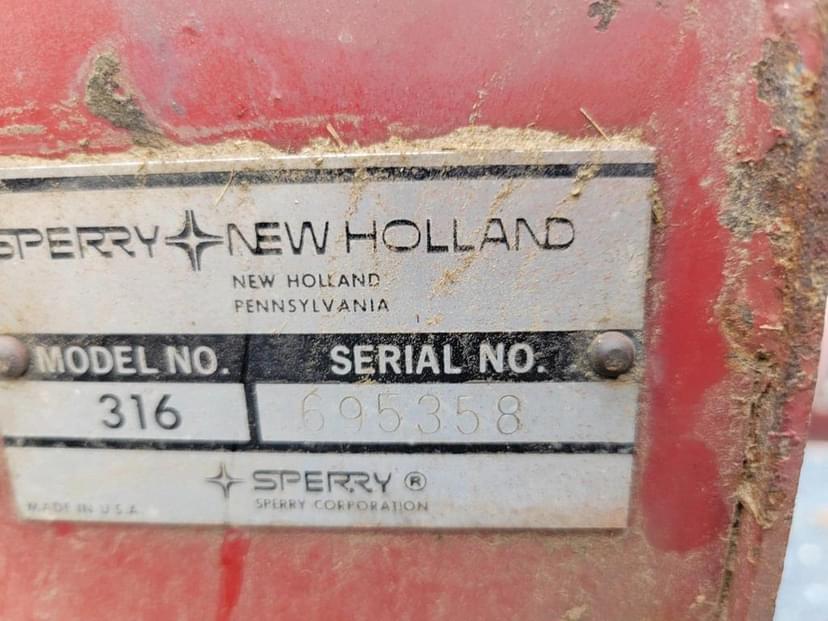 SPERRY NEW HOLLAND
NEW HOLLAND
PENNSYLVANIA
MODEL NO. SERIAL NO.
316 695358
SPERRY ®
SPERRY CORPORATION
MADE IN U.S.A.